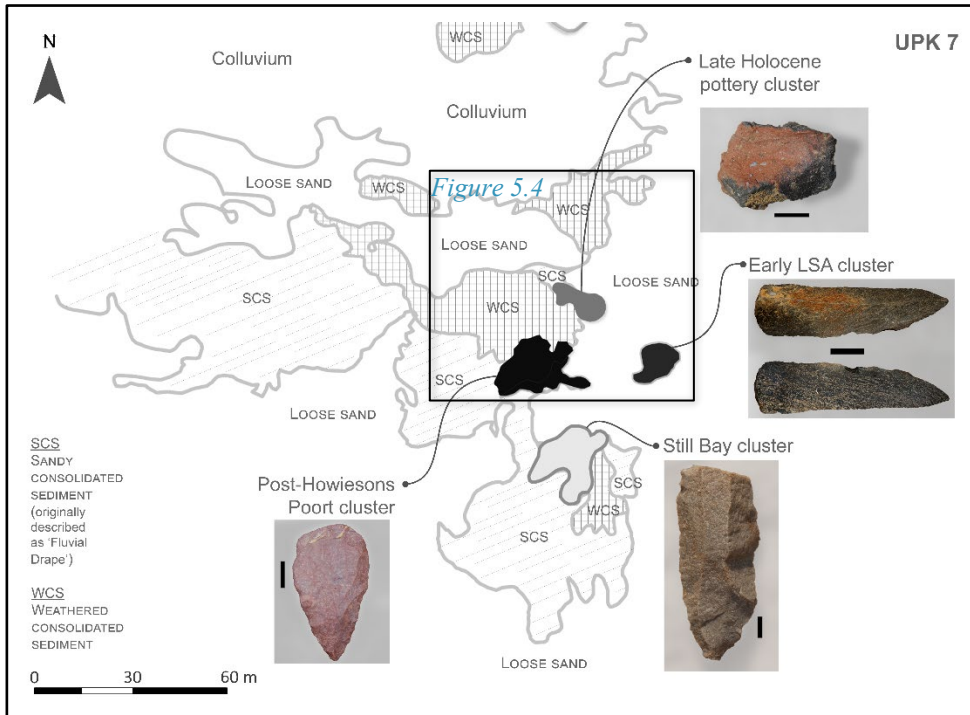 UPK 7
N
Colluvium
WCS
Late Holocene
pottery cluster
Colluvium
LOOSE SAND
WCS
Figure 5.4
WCS
LOOSE SAND
SCS
LOOSE SAND
Early LSA cluster
SCS
WCS
SCS
LOOSE SAND
Still Bay cluster
SCS
SANDY
CONSOLIDATED
SEDIMENT
(originally
described
as ‘Fluvial
Drape’)
Post-Howiesons
Poort cluster
SCS
WCS
SCS
WCS
WEATHERED
CONSOLIDATED
SEDIMENT
LOOSE SAND
0 30 60 m